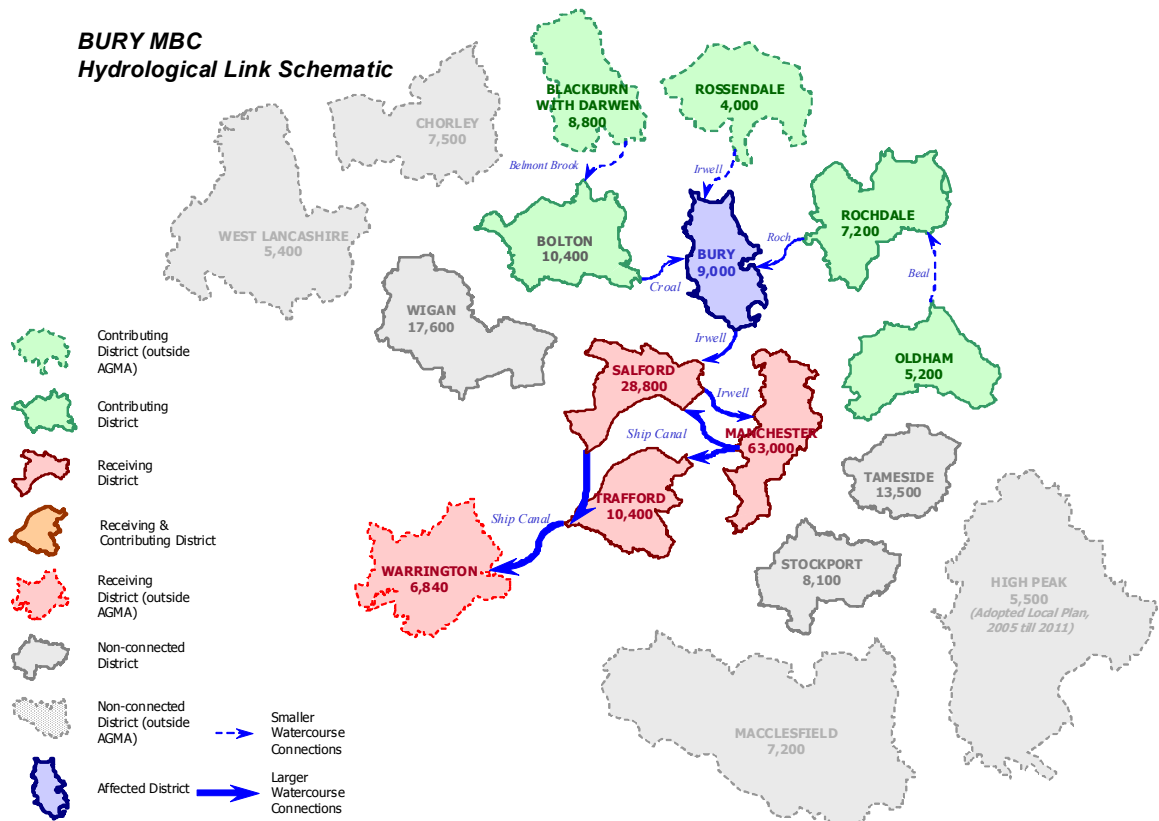 BURY MBC
Hydrological Link Schematic
BLACKBURN
WITH DARWEN
8,800
ROSSENDALE
4,000
CHORLEY
7,500
Belmont Brook
Irwell
WEST LANCASHIRE
5,400
BOLTON
10,400
BURY
9,000
ROCHDALE
7,200
Roch
Croal
Beal
WIGAN
17,600
Irwell
OLDHAM
5,200
SALFORD
28,800
Irwell
Ship Canal
MANCHESTER
63,000
TAMESIDE
13,500
TRAFFORD
10,400
Ship Canal
WARRINGTON
6,840
STOCKPORT
8,100
HIGH PEAK
5,500
(Adopted Local Plan,
2005 till 2011)
MACCLESFIELD
7,200
Contributing
District (outside
AGMA)
Contributing
District
Receiving
District
Receiving &
Contributing District
Receiving
District (outside
AGMA)
Non-connected
District
Non-connected
District (outside
AGMA)
Affected District
Smaller
Watercourse
Connections
Larger
Watercourse
Connections